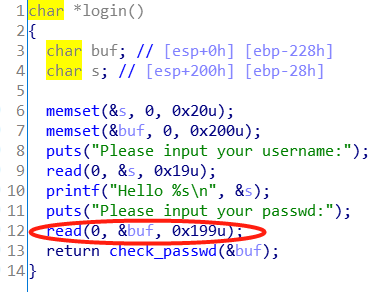 1 char *login()
2 {
3 char buf; // [esp+0h] [ebp-228h]
4 char s; // [esp+200h] [ebp-28h]
5
6 memset(&s, 0, 0x20u);
7 memset(&buf, 0, 0x200u);
8 puts("Please input your username:");
9 read(0, &s, 0x19u);
10 printf("Hello %s\n", &s);
11 puts("Please input your passwd:");
12 read(0, &buf, 0x199u);
13 return check_passwd(&buf);
14 }